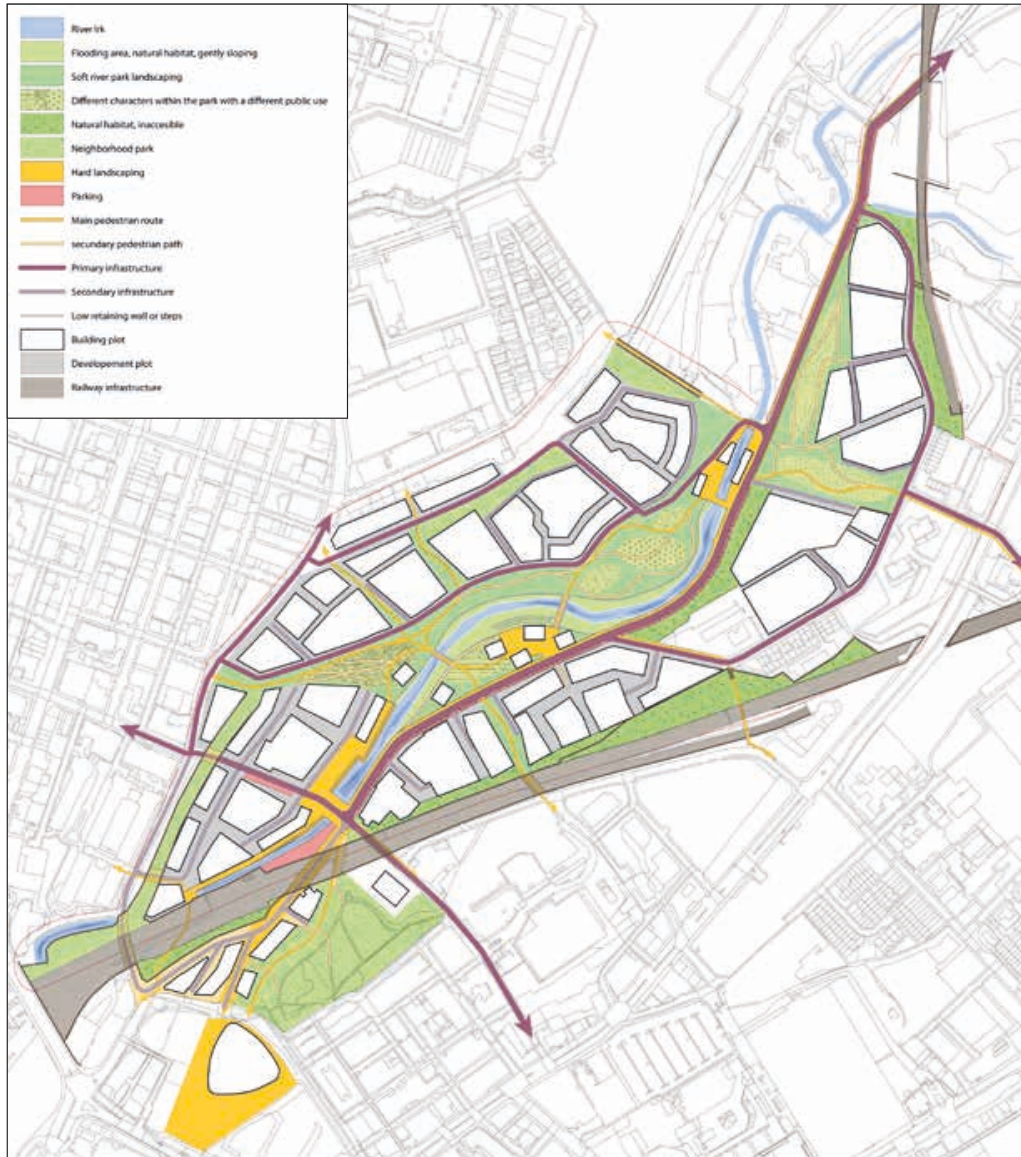 River Irk
Flooding area, natural habitat, gently sloping
Soft river park landscaping
Different characters within the park with a different public use
Natural habitat, inaccesible
Neighborhood park
Hard landscaping
Parking
Main pedestrian route
secundary pedestrian path
Primary infrastructure
Secondary infrastructure
Low retaining wall or steps
Building plot
Developement plot
Railway infrastructure